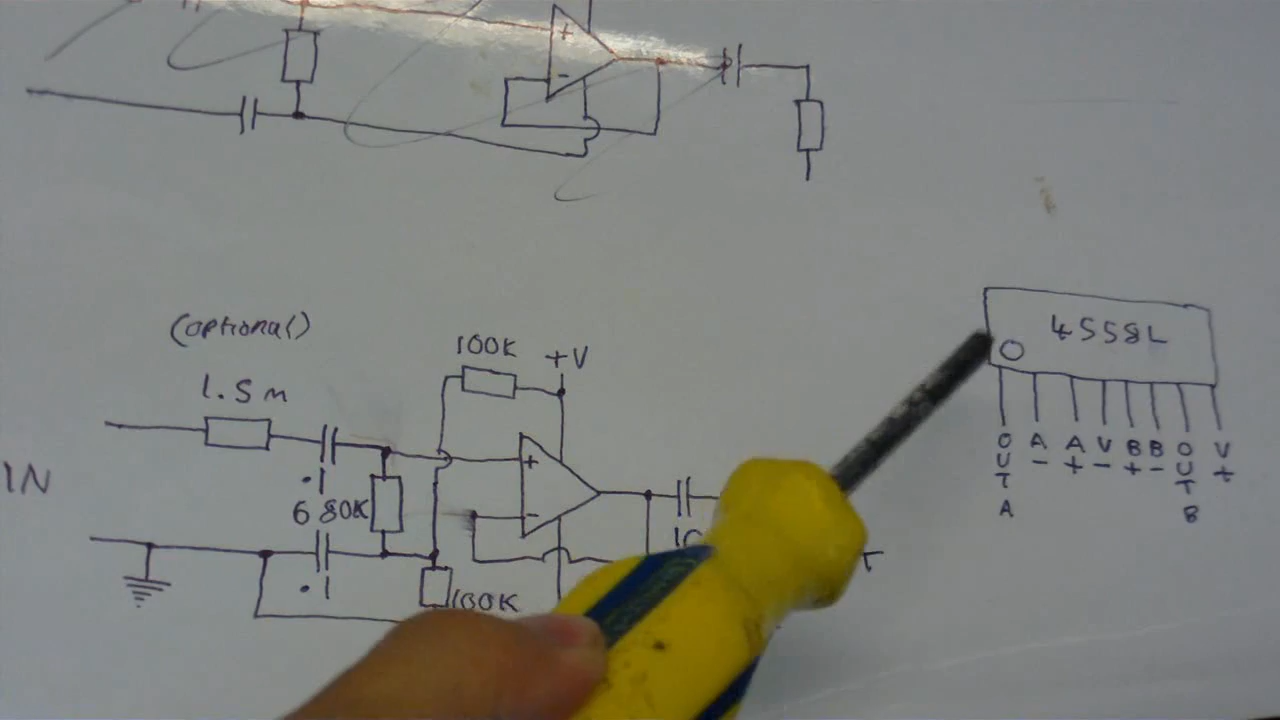 +
-
(optional)
1.5m
100K
+V
+
-
IN
.1
680K
.1
100K
4558L
OUT A
A-
A+
V-
B+
B-
OUT B
V+